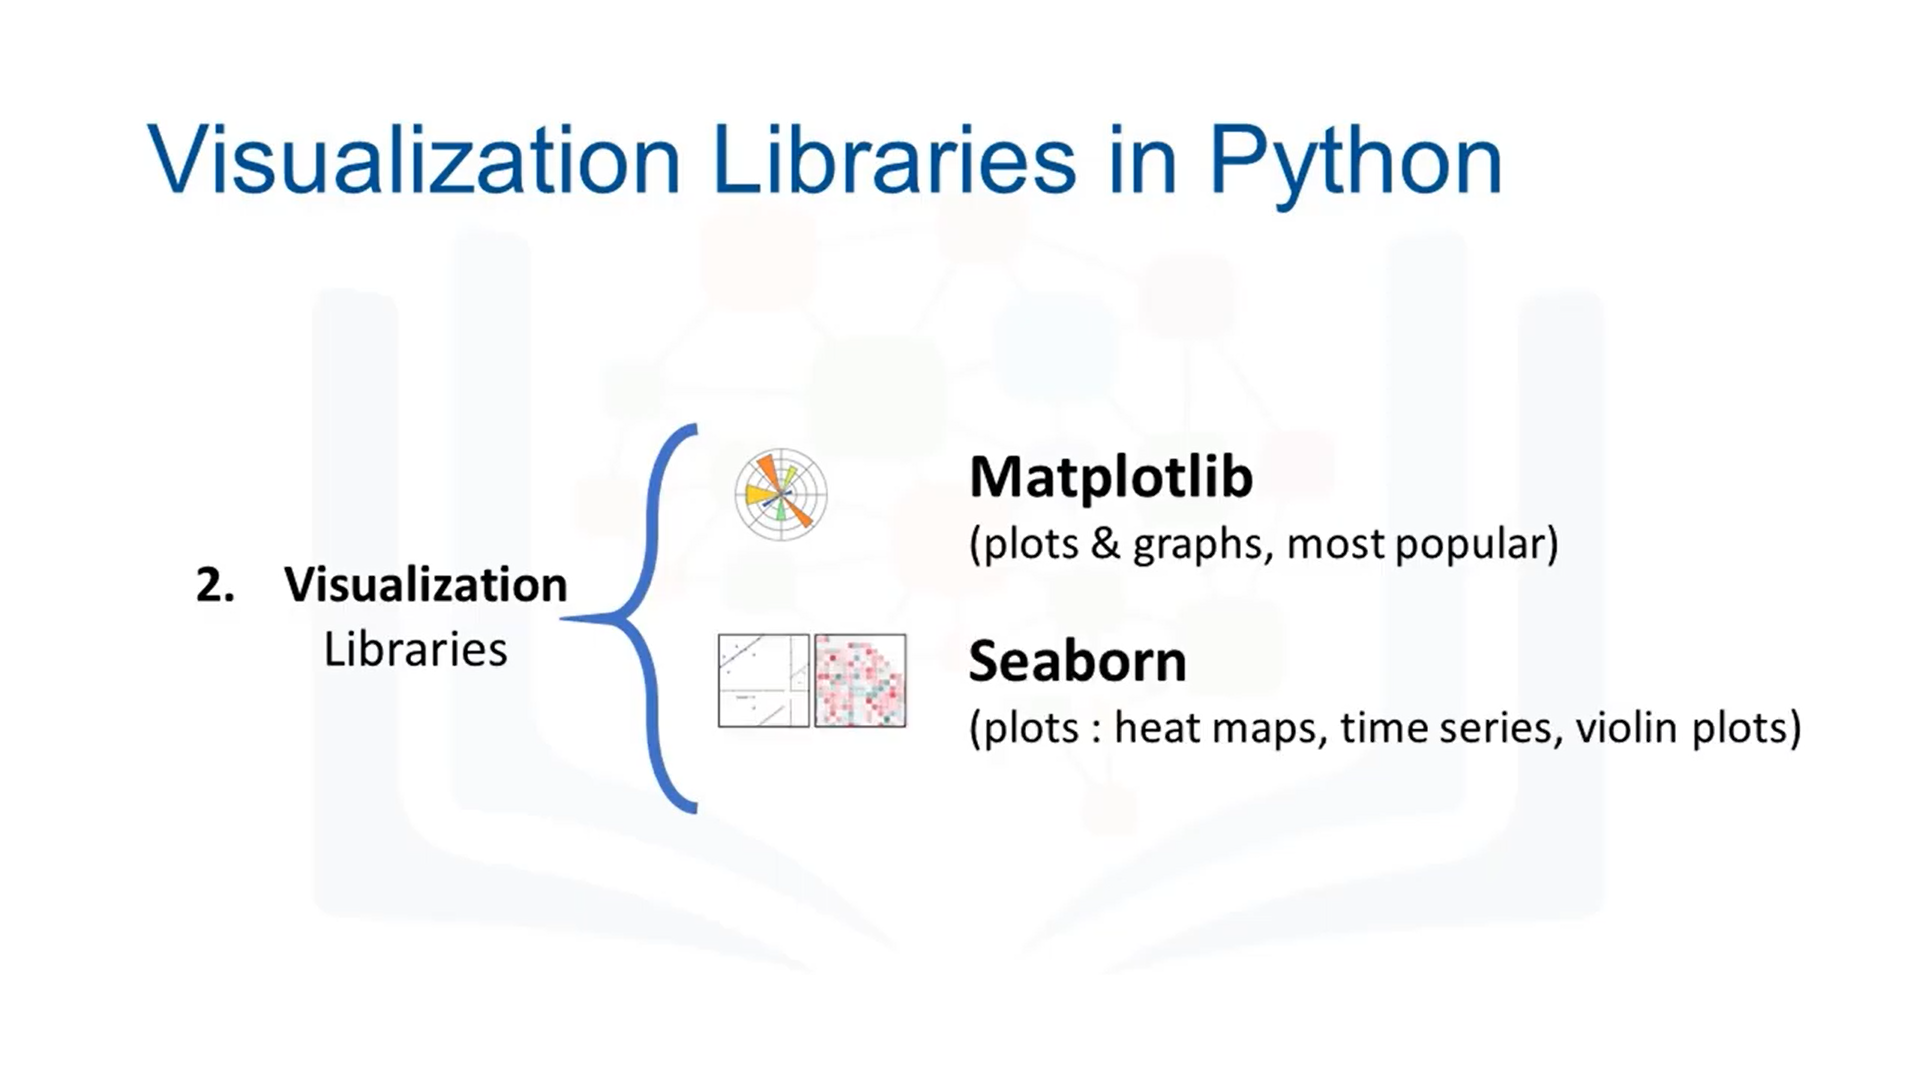 Visualization Libraries in Python
2. Visualization
Libraries
Matplotlib
(plots & graphs, most popular)
Seaborn
(plots : heat maps, time series, violin plots)